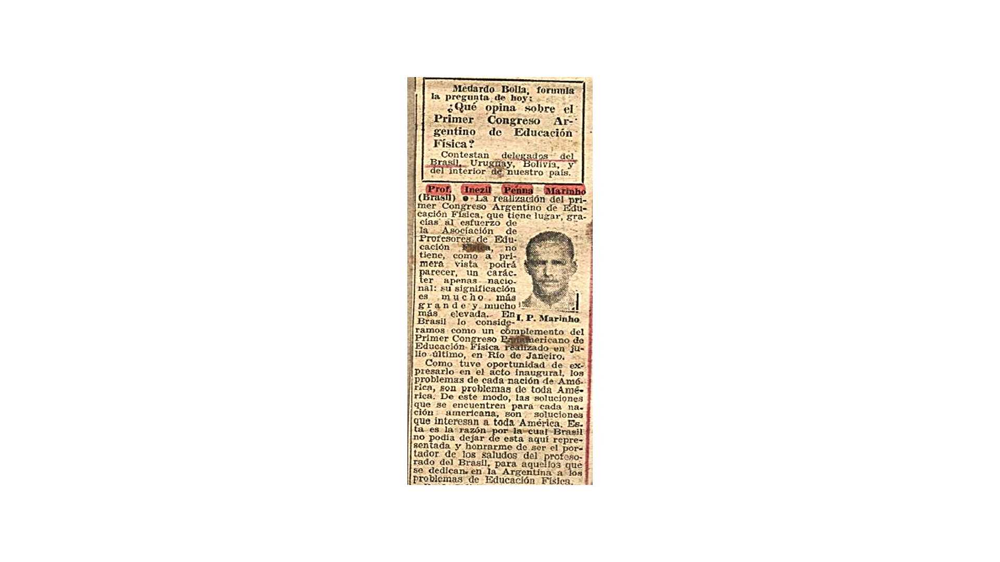 Medardo Bolla, formula
la pregunta de hoy:
¿Qué opina sobre el
Primer Congreso Ar-
gentino de Educación
Física?
Contestan delegados del
Brasil, Uruguay, Bolivia, y
del interior de nuestro país.
Prof. Inezil Penna Marinho
(Brasil) ● La realización del pri-
mer Congreso Argentino de Edu-
cación Física, que tiene lugar, gra-
cias al esfuerzo de
la Asociación de
Profesores de Edu-
cación Física, no
tiene, como a pri-
mera vista podrá
parecer, un carác-
ter apenas nacio-
nal: su significación
es mucho más
grande y mucho
más elevada. En
Brasil lo conside-
I. P. Marinho
ramos como un complemento del
Primer Congreso Panamericano de
Educación Física realizado en ju-
lio último, en Río de Janeiro.
Como tuve oportunidad de ex-
presarlo en el acto inaugural, los
problemas de cada nación de Amé-
rica, son problemas de toda Amé-
rica. De este modo, las soluciones
que se encuentren para cada na-
ción americana, son soluciones
que interesan a toda América. Es-
ta es la razón por la cual Brasil
no podía dejar de esta aquí repre-
sentada y honrarme de ser el por-
tador de los saludos del profeso-
rado del Brasil, para aquellos que
se dedican en la Argentina a los
problemas de Educación Física.